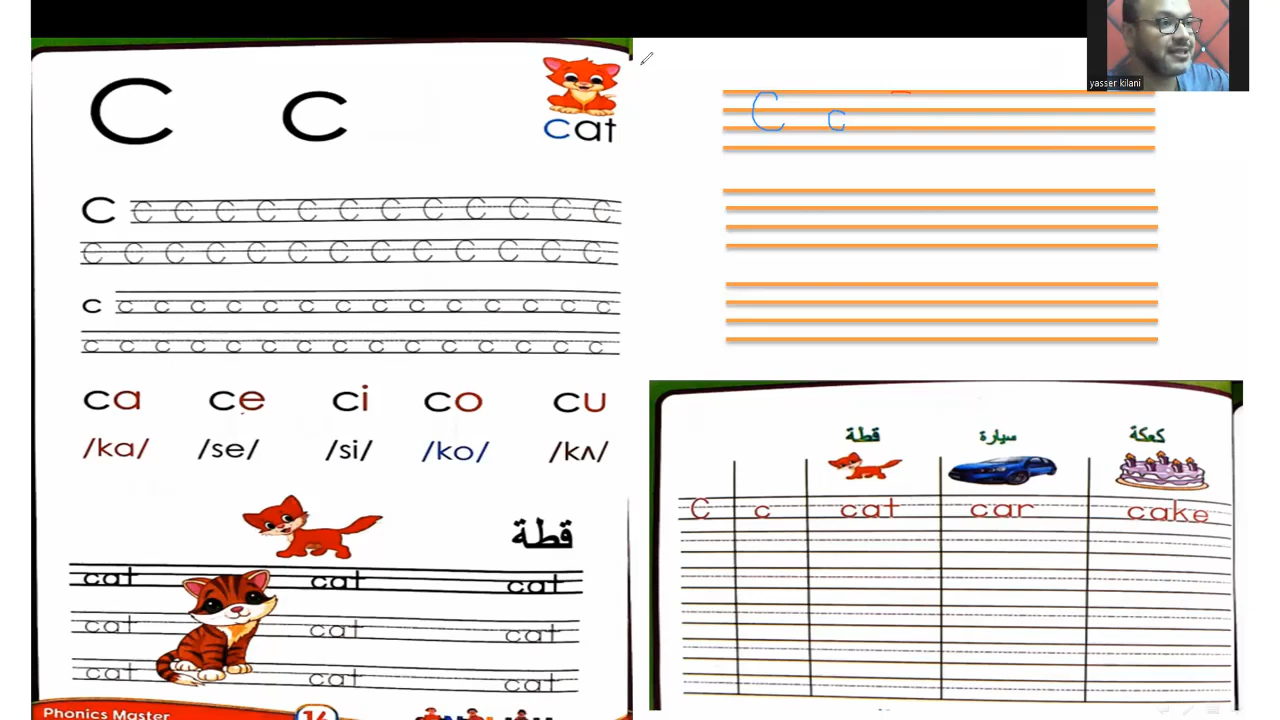 yasser kilani
C c
cat
C C C C C C C C C C C C C
C C C C C C C C C C C C C
c c c c c c c c c c c c c c c
c c c c c c c c c c c c c c c
ca ce ci co cu
/ka/ /se/ /si/ /ko/ /kʌ/
قطة
cat cat cat
cat cat cat
cat cat cat
Phonics Master 14
C c
قطة سيارة كعكة
C c cat car cake